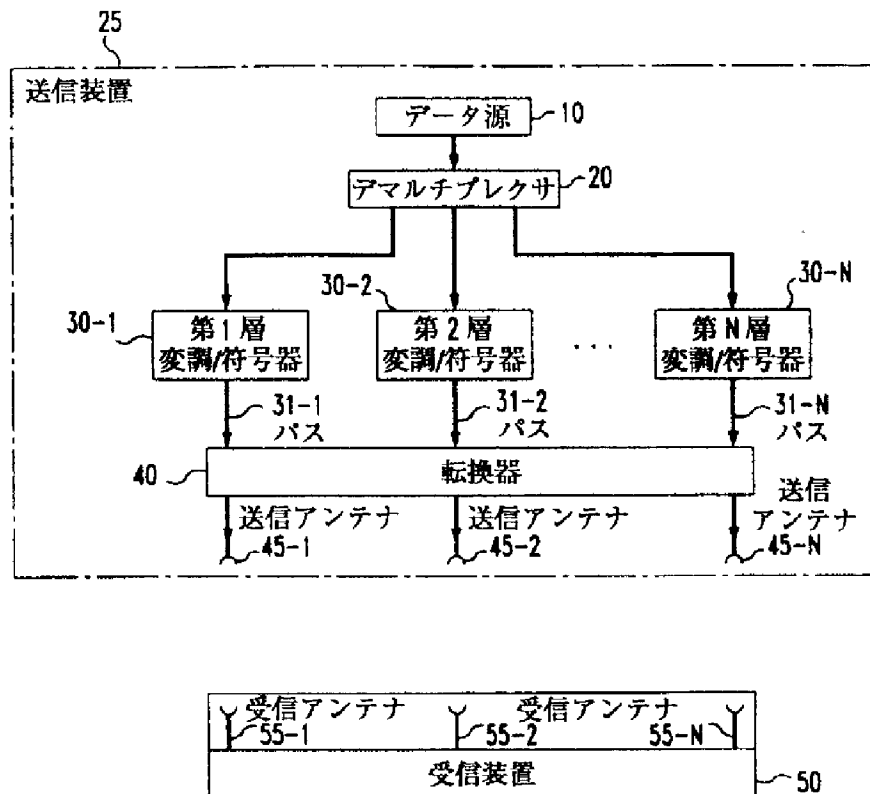 25
送信装置
データ源
10
デマルチプレクサ
20
30-1
30-2
30-N
第1層
変調/符号器
第2層
変調/符号器
...
第N層
変調/符号器
31-1
パス
31-2
パス
31-N
パス
40
転換器
送信アンテナ
45-1
送信アンテナ
45-2
送信
アンテナ
45-N
受信アンテナ
受信アンテナ
55-1
55-2
55-N
受信装置
50